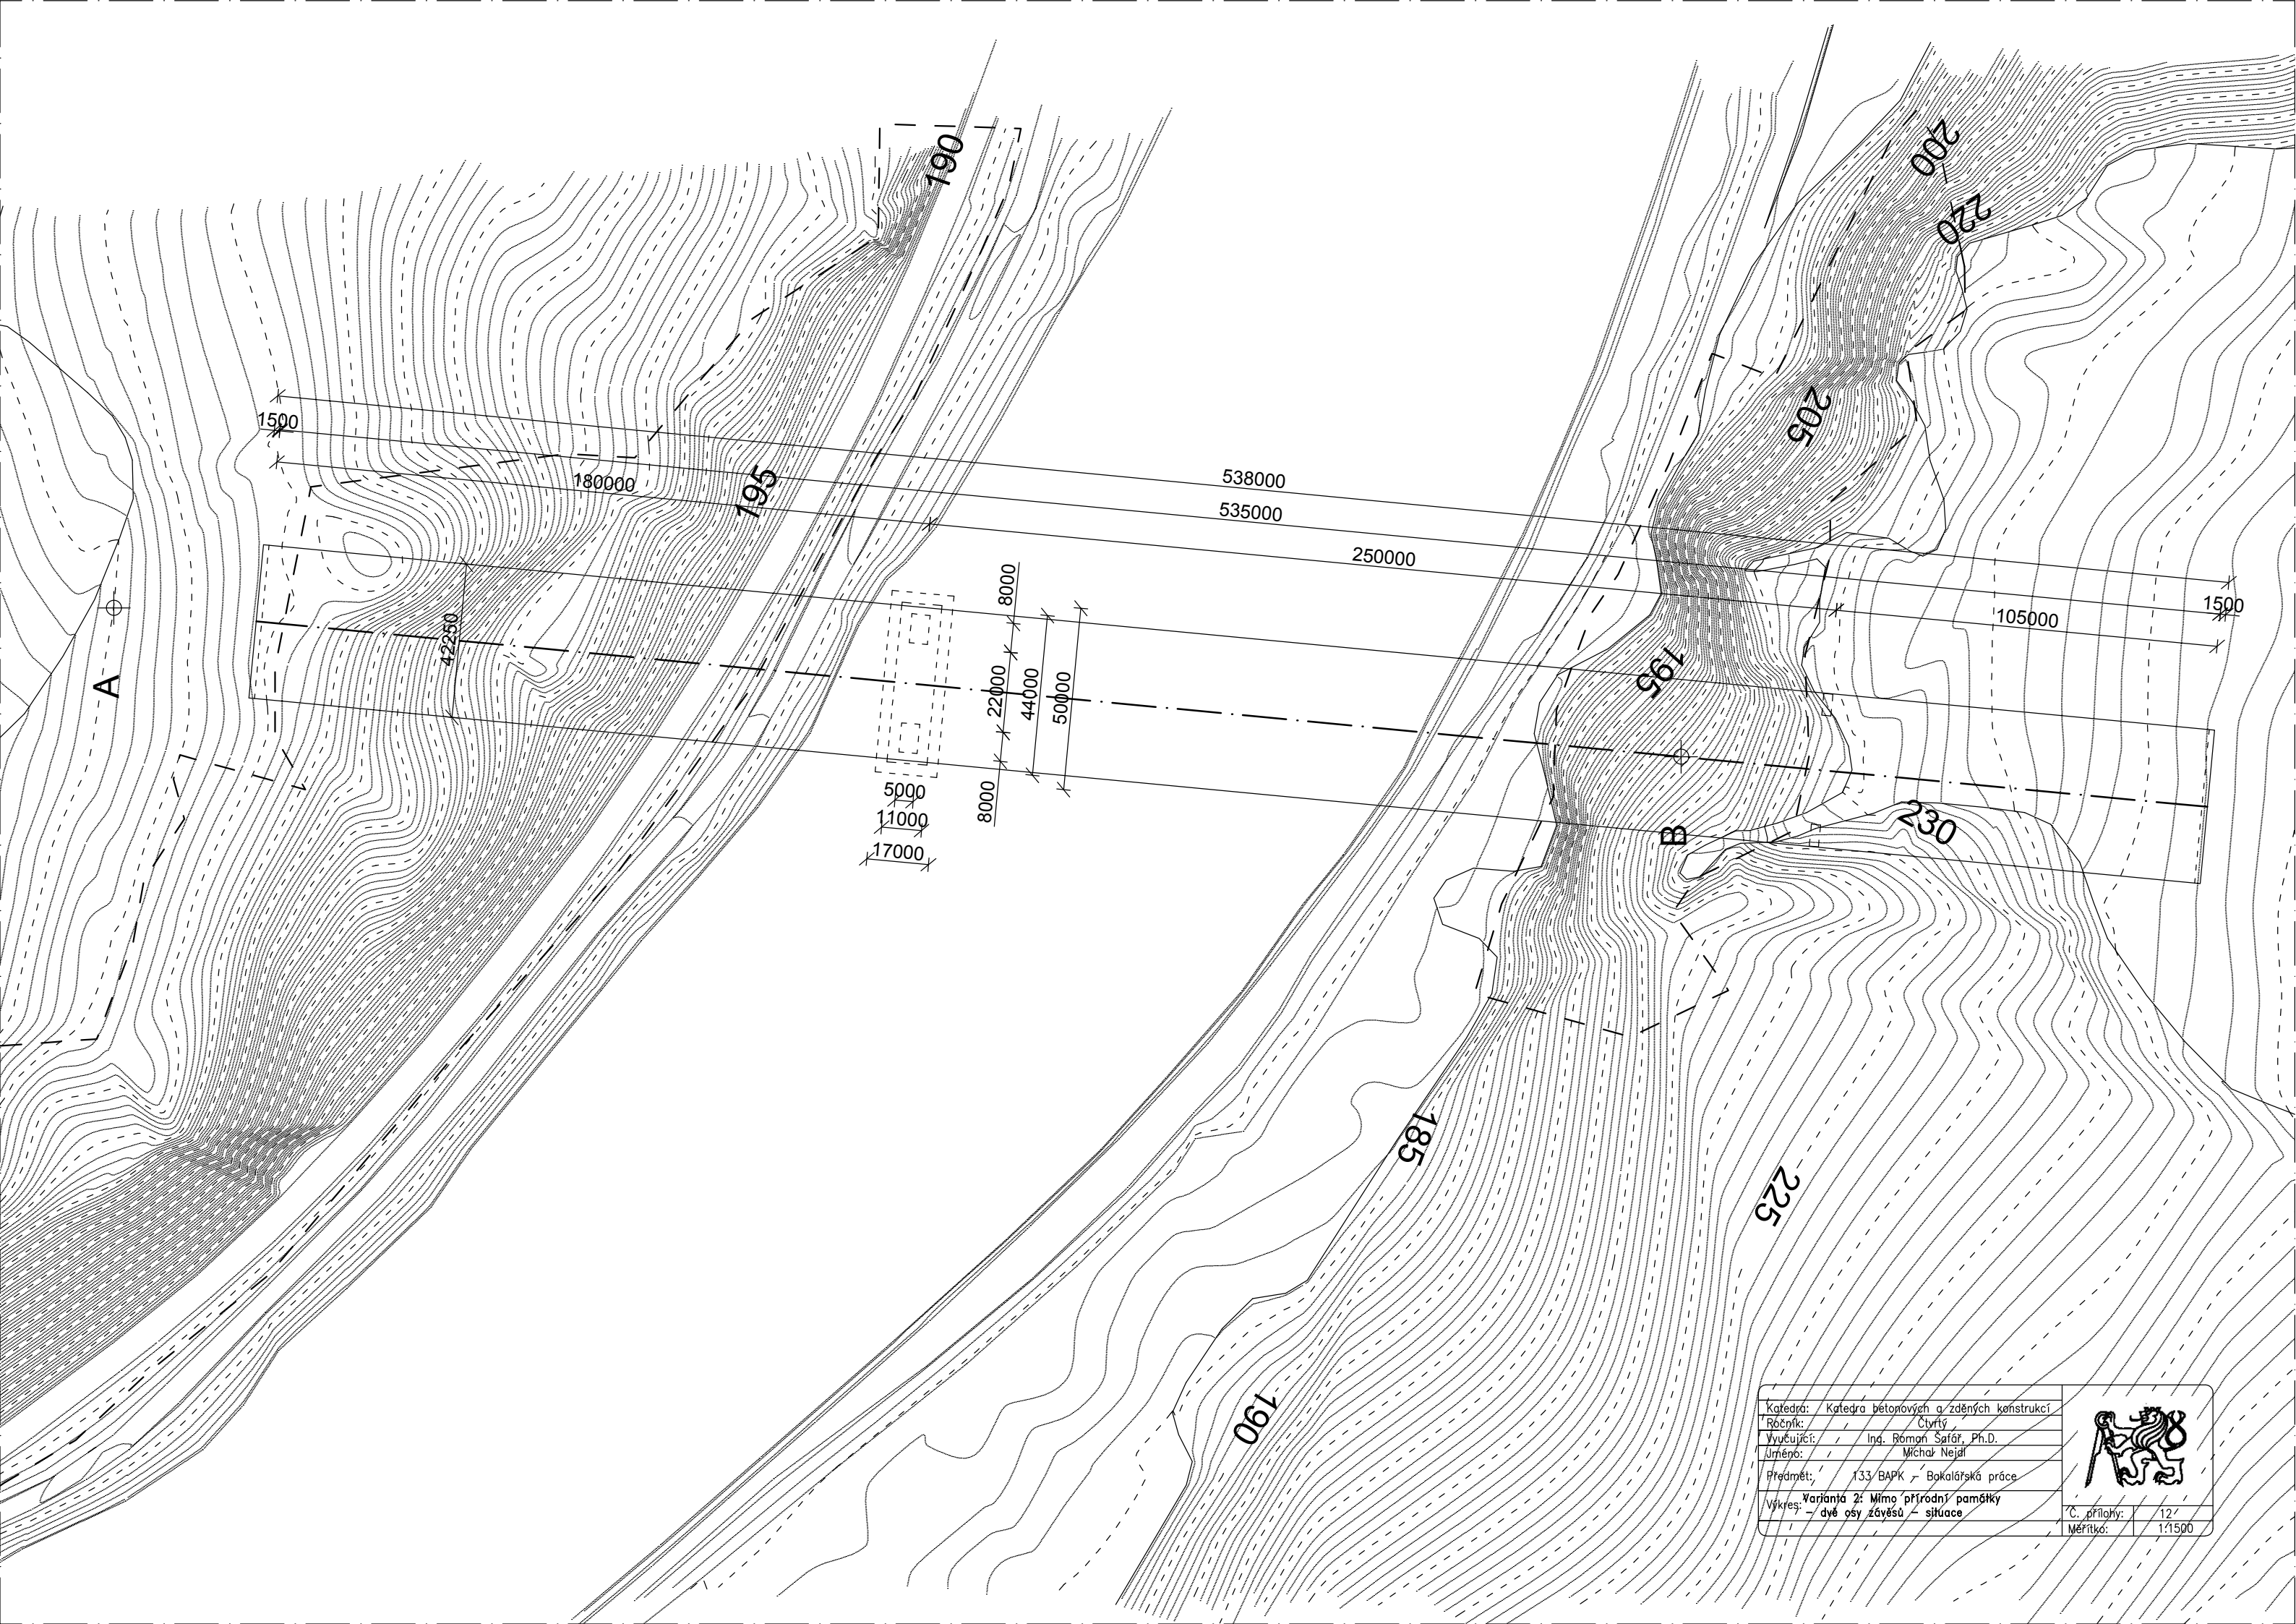 190
200
220
205
1500
180000
195
538000
535000
250000
1500
105000
8000
42250
195
A
22000
44000
50000
5000
8000
11000
17000
B
230
185
225
190
Katedra: Katedra betonových a zděných konstrukcí
Ročník: Čtvrtý
Vyučující: Ing. Roman Šafář, Ph.D.
Jméno: Michal Nejdl
Předmět: 133 BAPK – Bakalářská práce
Výkres: Varianta 2: Mimo přírodní památky
– dvě osy závěsů – situace
Č. přílohy: 12
Měřítko: 1:1500